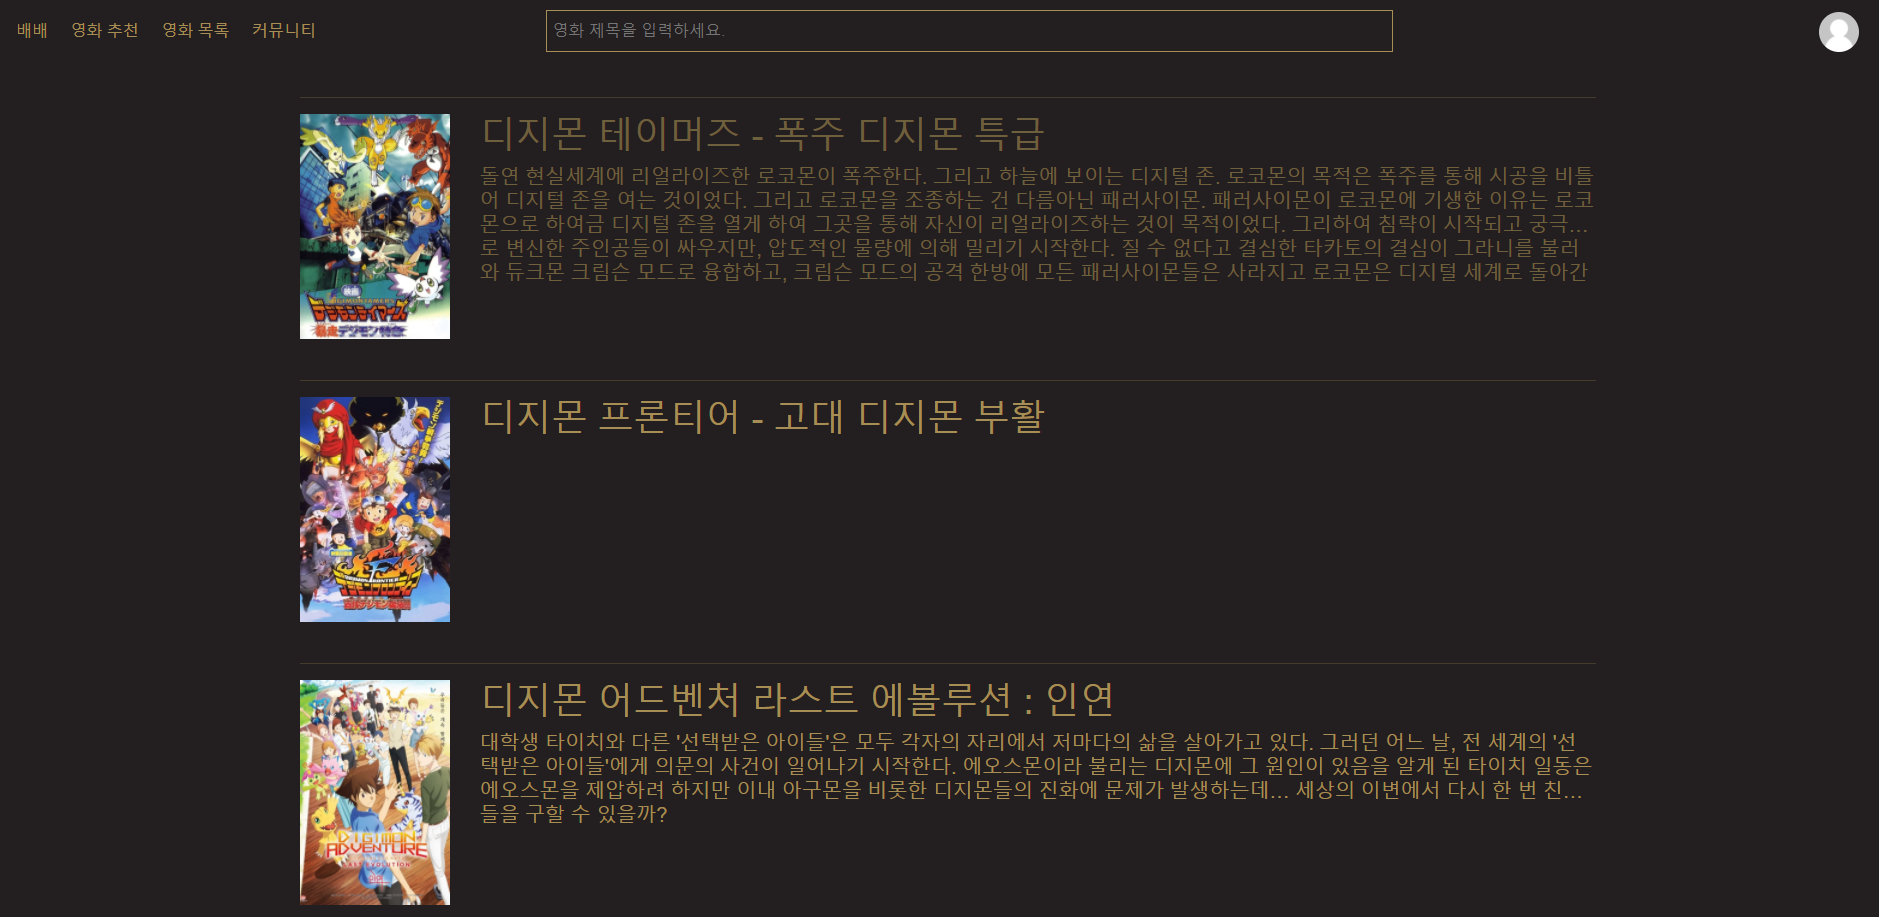 배배 영화 추천 영화 목록 커뮤니티 영화 제목을 입력하세요.
디지몬 테이머즈 - 폭주 디지몬 특급
돌연 현실세계에 리얼라이즈한 로코몬이 폭주한다. 그리고 하늘에 보이는 디지털 존. 로코몬의 목적은 폭주를 통해 시공을 비틀
어 디지털 존을 여는 것이었다. 그리고 로코몬을 조종하는 건 다름아닌 패러사이몬. 패러사이몬이 로코몬에 기생한 이유는 로코
몬으로 하여금 디지털 존을 열게 하여 그곳을 통해 자신이 리얼라이즈하는 것이 목적이었다. 그리하여 침략이 시작되고 궁극…
로 변신한 주인공들이 싸우지만, 압도적인 물량에 의해 밀리기 시작한다. 질 수 없다고 결심한 타카토의 결심이 그라니를 불러
와 듀크몬 크림슨 모드로 융합하고, 크림슨 모드의 공격 한방에 모든 패러사이몬들은 사라지고 로코몬은 디지털 세계로 돌아간
디지몬 프론티어 - 고대 디지몬 부활
디지몬 어드벤처 라스트 에볼루션 : 인연
대학생 타이치와 다른 '선택받은 아이들'은 모두 각자의 자리에서 저마다의 삶을 살아가고 있다. 그러던 어느 날, 전 세계의 '선
택받은 아이들'에게 의문의 사건이 일어나기 시작한다. 에오스몬이라 불리는 디지몬에 그 원인이 있음을 알게 된 타이치 일동은
에오스몬을 제압하려 하지만 이내 아구몬을 비롯한 디지몬들의 진화에 문제가 발생하는데… 세상의 이변에서 다시 한 번 친…
들을 구할 수 있을까?
DIGIMON
ADVENTURE
LAST EVOLUTION
인연